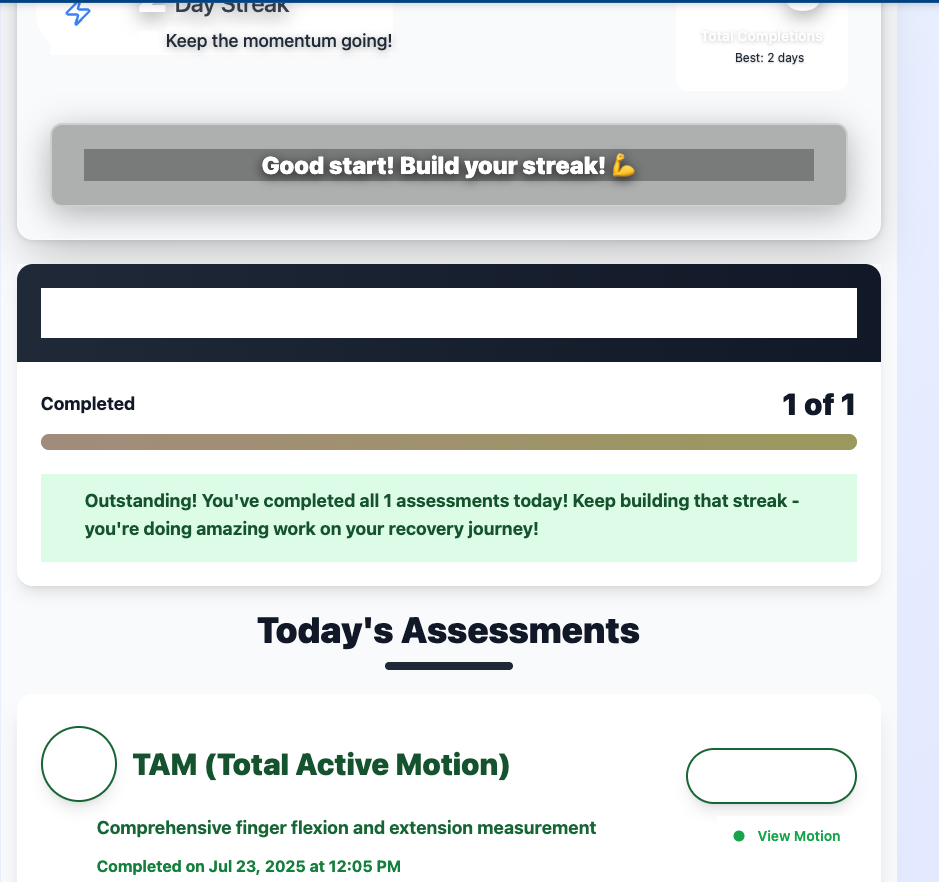 Day Streak
Keep the momentum going!
Total Completions
Best: 2 days
Good start! Build your streak! 💪
Completed
1 of 1
Outstanding! You've completed all 1 assessments today! Keep building that streak -
you're doing amazing work on your recovery journey!
Today's Assessments
TAM (Total Active Motion)
Comprehensive finger flexion and extension measurement
View Motion
Completed on Jul 23, 2025 at 12:05 PM